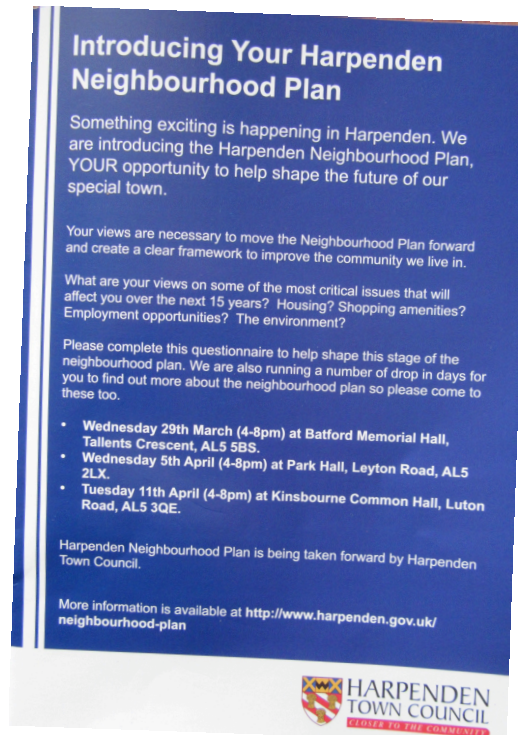 Introducing Your Harpenden
Neighbourhood Plan
Something exciting is happening in Harpenden. We
are introducing the Harpenden Neighbourhood Plan,
YOUR opportunity to help shape the future of our
special town.
Your views are necessary to move the Neighbourhood Plan forward
and create a clear framework to improve the community we live in.
What are your views on some of the most critical issues that will
affect you over the next 15 years? Housing? Shopping amenities?
Employment opportunities? The environment?
Please complete this questionnaire to help shape this stage of the
neighbourhood plan. We are also running a number of drop in days for
you to find out more about the neighbourhood plan so please come to
these too.
• Wednesday 29th March (4-8pm) at Batford Memorial Hall,
Tallents Crescent, AL5 5BS.
• Wednesday 5th April (4-8pm) at Park Hall, Leyton Road, AL5
2LX.
• Tuesday 11th April (4-8pm) at Kinsbourne Common Hall, Luton
Road, AL5 3QE.
Harpenden Neighbourhood Plan is being taken forward by Harpenden
Town Council.
More information is available at http://www.harpenden.gov.uk/
neighbourhood-plan
HARPENDEN
TOWN COUNCIL
CLOSER TO THE COMMUNITY